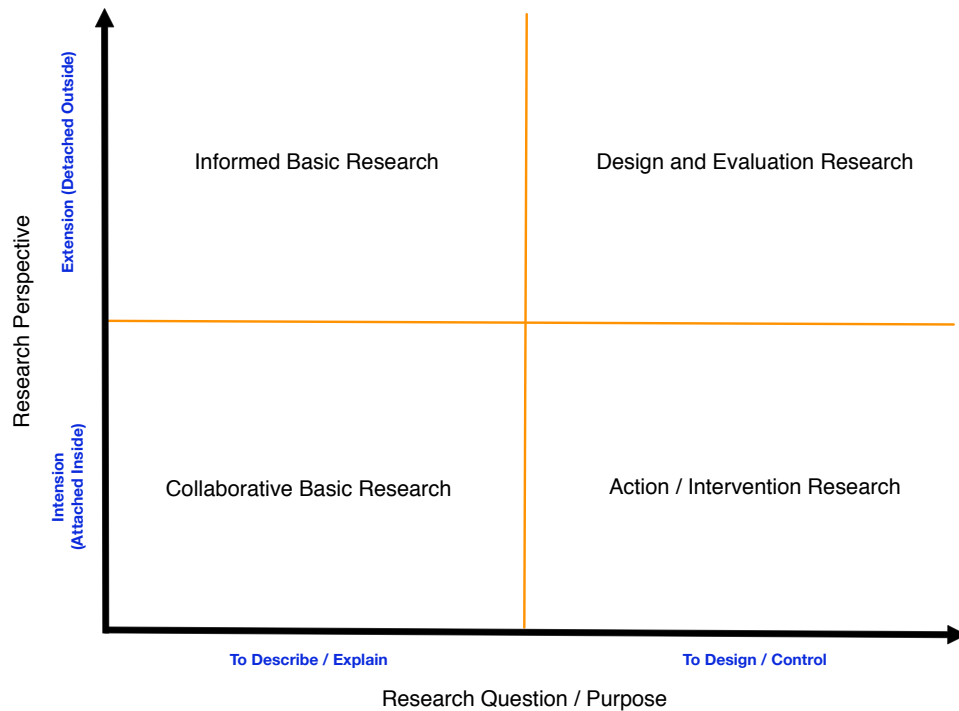 Research Perspective
Extension (Detached Outside)
Informed Basic Research
Design and Evaluation Research
Intension
(Attached Inside)
Collaborative Basic Research
Action / Intervention Research
To Describe / Explain
To Design / Control
Research Question / Purpose